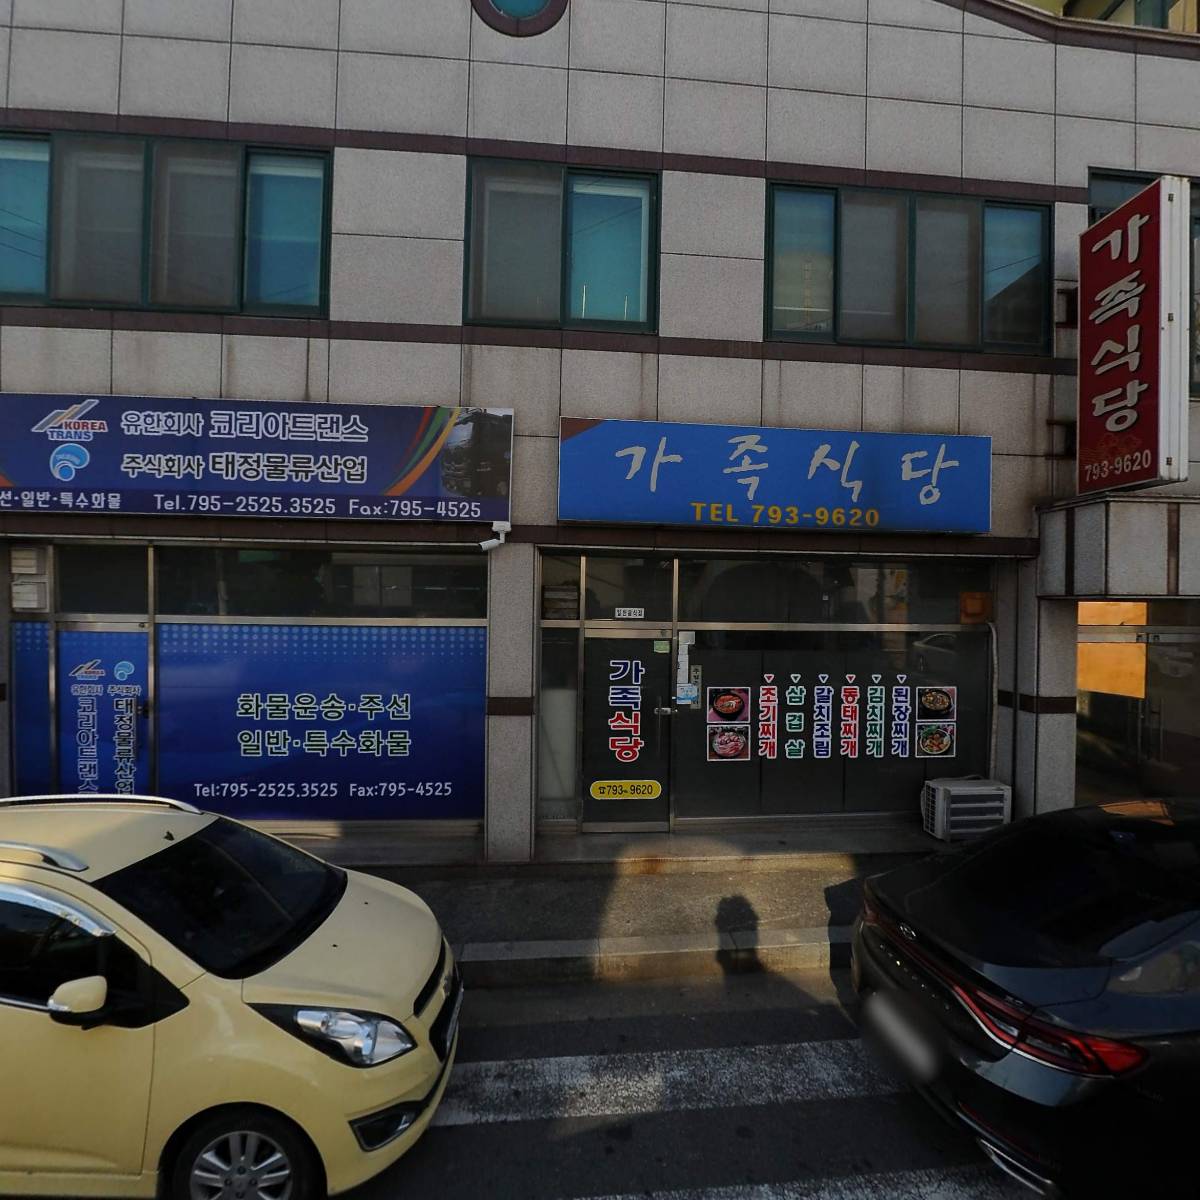 KOREA
TRANS
유한회사 코리아트랜스
주식회사 태정물류산업
선·일반·특수화물 Tel.795-2525.3525 Fax:795-4525
가족식당
TEL 793-9620
가족식당
793-9620
일반음식점
유한회사 코리아트랜스
주식회사 태정물류산업
화물운송·주선
일반·특수화물
Tel:795-2525,3525 Fax:795-4525
가족식당
☎793-9620
조기찌개
삼겹살
갈치조림
동태찌개
김치찌개
된장찌개